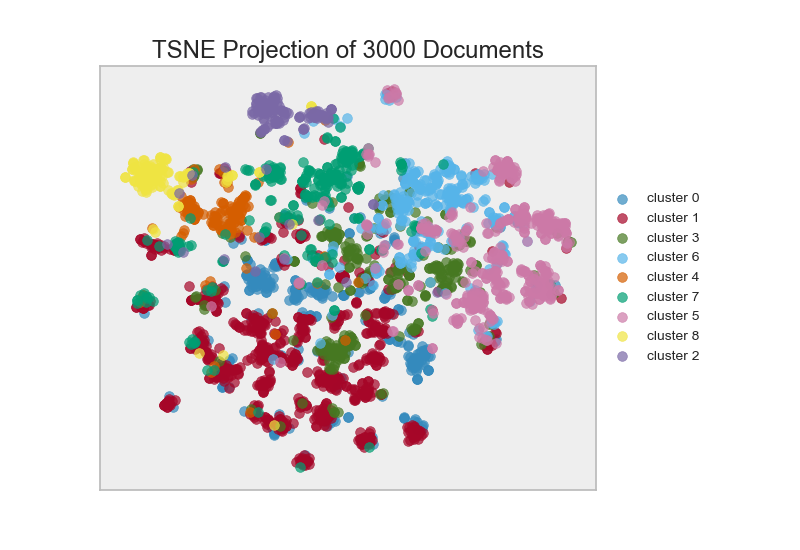 TSNE Projection of 3000 Documents
cluster 0
cluster 1
cluster 3
cluster 6
cluster 4
cluster 7
cluster 5
cluster 8
cluster 2